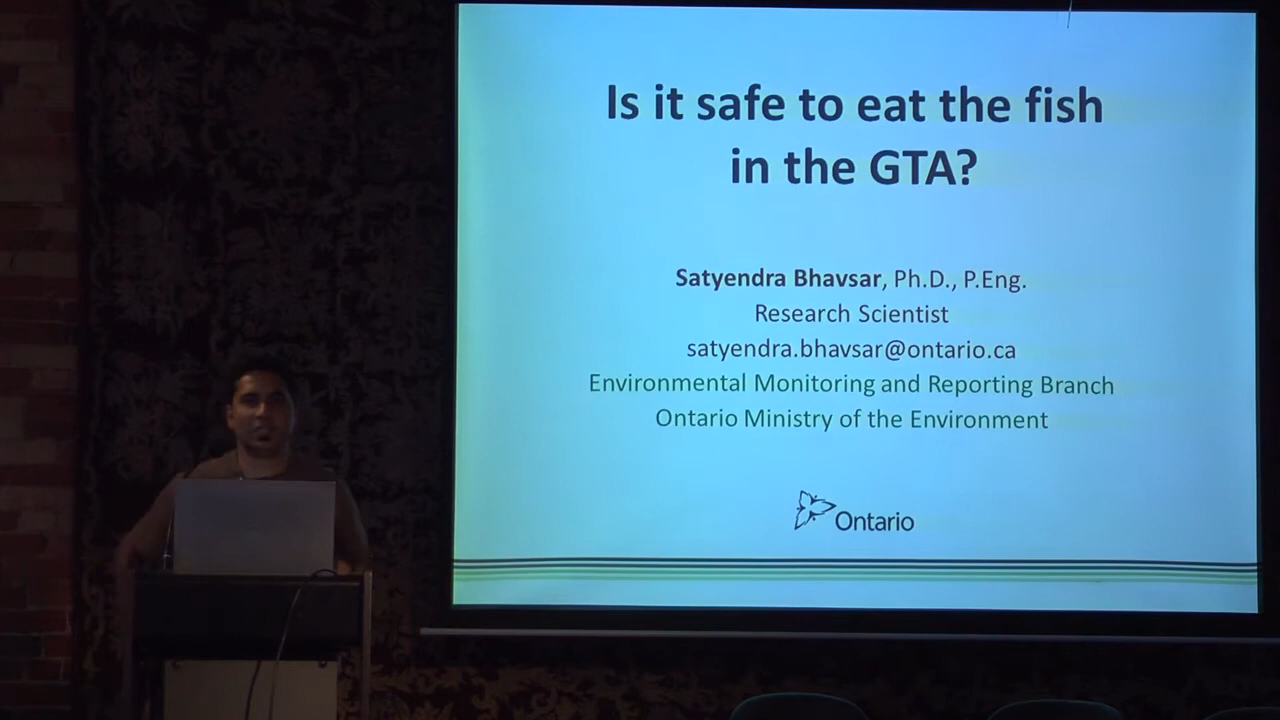 Is it safe to eat the fish
in the GTA?
Satyendra Bhavsar, Ph.D., P.Eng.
Research Scientist
satyendra.bhavsar@ontario.ca
Environmental Monitoring and Reporting Branch
Ontario Ministry of the Environment
Ontario